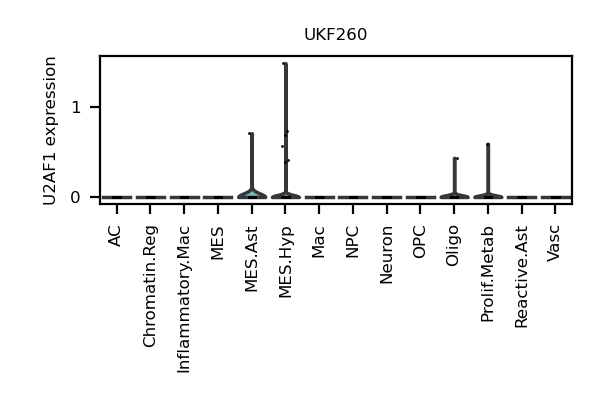 UKF260
U2AF1 expression
1
0
AC
Chromatin.Reg
Inflammatory.Mac
MES
MES.Ast
MES.Hyp
Mac
NPC
Neuron
OPC
Oligo
Prolif.Metab
Reactive.Ast
Vasc